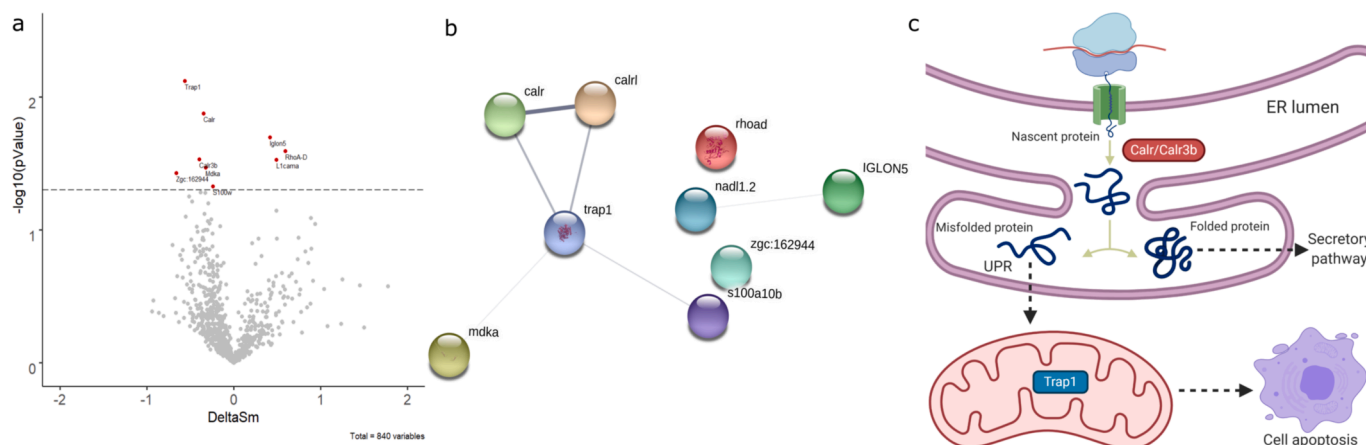 a
-log10(pValue)
2
1
0
Trap1
Calr
Iglon5
RhoA-D
L1cama
Calr3b
Mdka
Zgc:162944
S100w
-2
-1
0
1
2
DeltaSm
Total = 840 variables
b
calr
calrl
rhoad
nadl1.2
IGLON5
trap1
zgc:162944
s100a10b
mdka
c
ER lumen
Nascent protein
Calr/Calr3b
Misfolded protein
Folded protein
UPR
Secretory
pathway
Trap1
Cell apoptosis